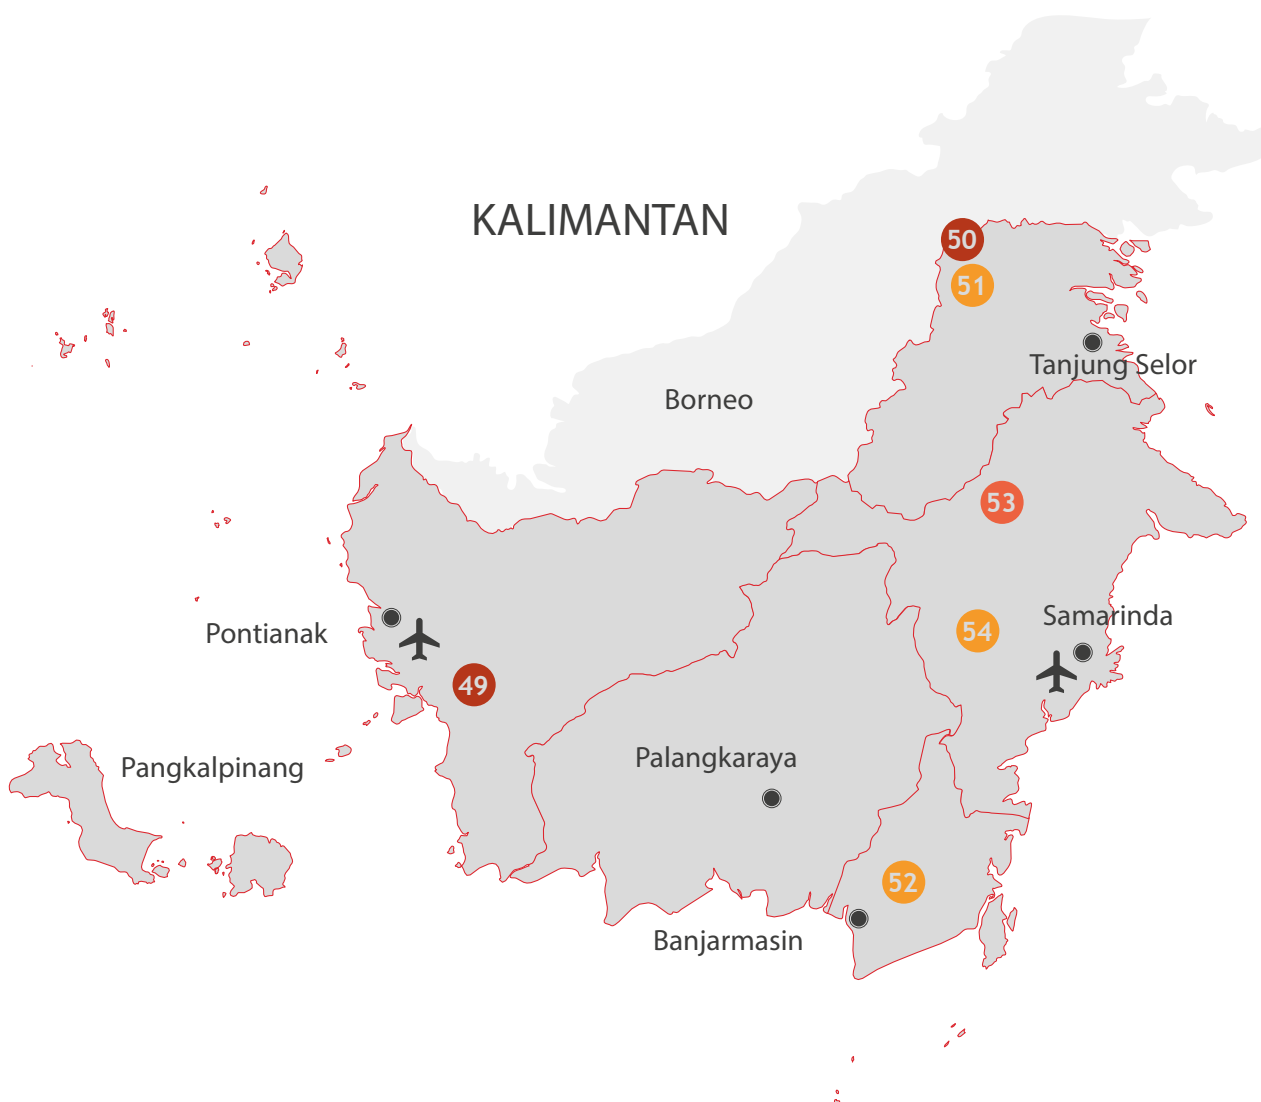 KALIMANTAN
50
51
Tanjung Selor
Borneo
53
Samarinda
Pontianak
54
49
Palangkaraya
Pangkalpinang
52
Banjarmasin